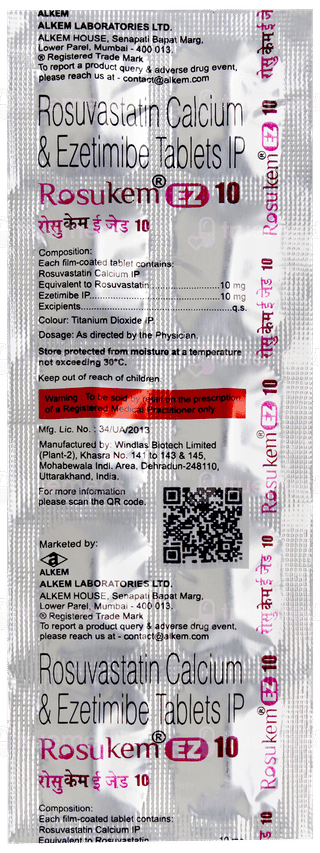 ALKEM
ALKEM LABORATORIES LTD.
ALKEM HOUSE, Senapati Bapat Marg,
Lower Parel, Mumbai - 400 013.
® Registered Trade Mark
To report a product query & adverse drug event,
please reach us at - contact@alkem.com
Rosuvastatin Calcium
& Ezetimibe Tablets IP
Rosukem® EZ 10
रोसुकेम ई जेड 10
Composition:
Each film-coated tablet contains:
Rosuvastatin Calcium IP
Equivalent to Rosuvastatin....................10 mg
Ezetimibe IP....................10 mg
Excipients....................q.s.
Colour: Titanium Dioxide IP
Dosage: As directed by the Physician.
Store protected from moisture at a temperature
not exceeding 30°C.
Keep out of reach of children.
Warning : To be sold by retail on the prescription
of a Registered Medical Practitioner only.
Mfg. Lic. No.: 34/UA/2013
Manufactured by: Windlas Biotech Limited
(Plant-2), Khasra No. 141 to 143 & 145,
Mohabewala Indl. Area, Dehradun-248110,
Uttarakhand, India.
For more information
please scan the QR code.
Marketed by:
ALKEM
ALKEM LABORATORIES LTD.
ALKEM HOUSE, Senapati Bapat Marg,
Lower Parel, Mumbai - 400 013.
® Registered Trade Mark
To report a product query & adverse drug event,
please reach us at - contact@alkem.com
Rosuvastatin Calcium
& Ezetimibe Tablets IP
Rosukem® EZ 10
रोसुकेम ई जेड 10
Composition:
Each film-coated tablet contains:
Rosuvastatin Calcium IP
Equivalent to Rosuvastatin....................10 mg
रोसुकेम ई
Rosukem® EZ 10
रोसुकेम ई जेड 10
Rosukem® EZ 10
रोसुकेम ई जेड 10
Rosukem® EZ 10
ड 10